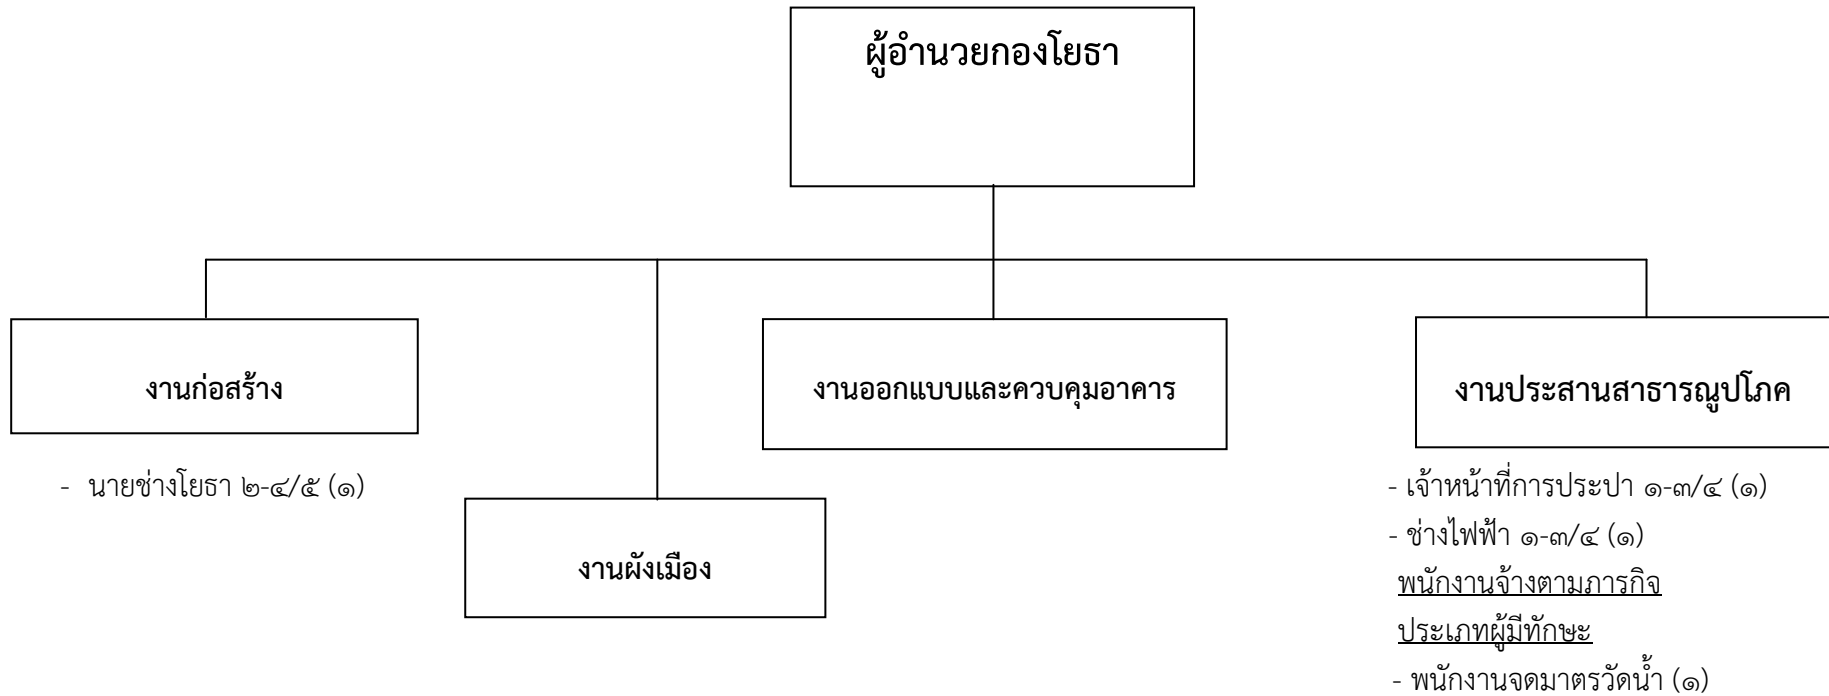 ผู้อำนวยกองโยธา
งานก่อสร้าง
- นายช่างโยธา ๒-๔/๕ (๑)
งานผังเมือง
งานออกแบบและควบคุมอาคาร
งานประสานสาธารณูปโภค
- เจ้าหน้าที่การประปา ๑-๓/๔ (๑)
- ช่างไฟฟ้า ๑-๓/๔ (๑)
พนักงานจ้างตามภารกิจ
ประเภทผู้มีทักษะ
- พนักงานจดมาตรวัดน้ำ (๑)